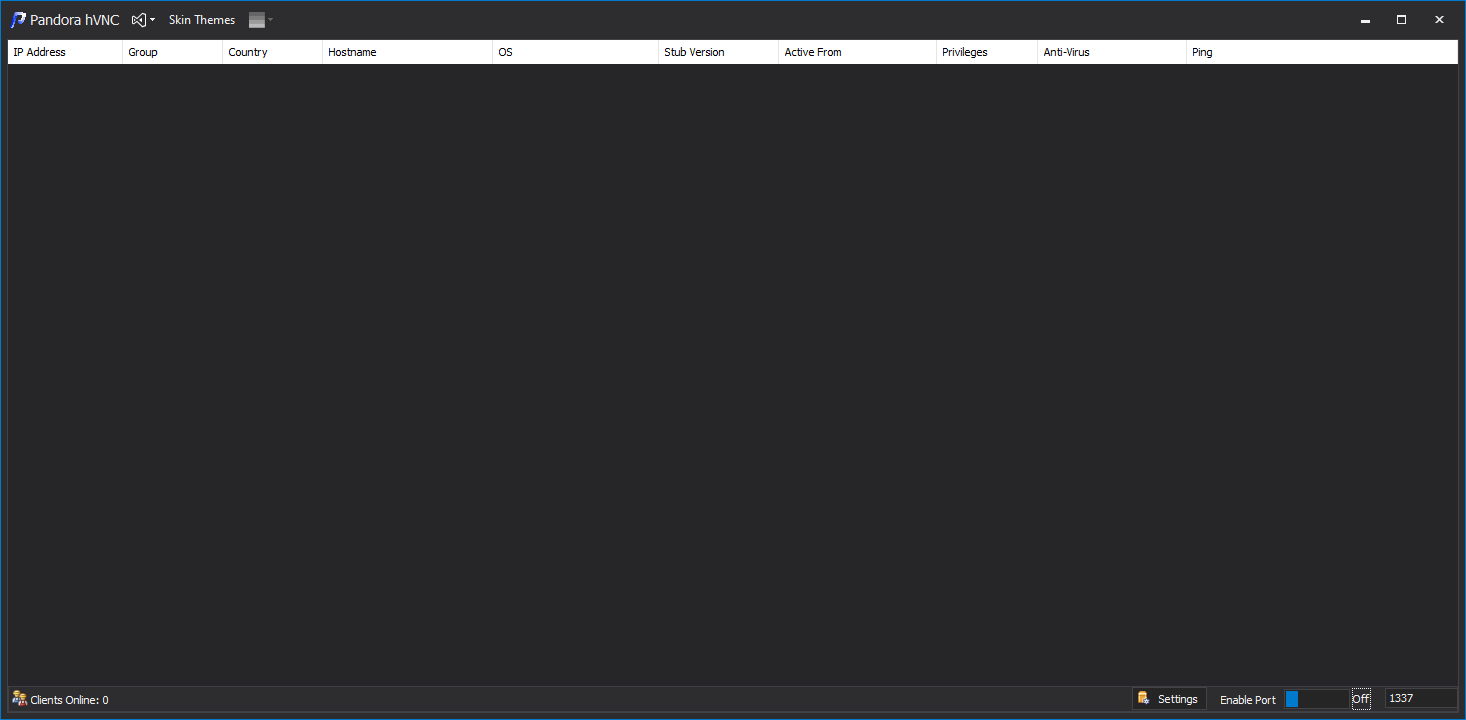 Pandora hVNC Skin Themes
IP Address Group Country Hostname OS Stub Version Active From Privileges Anti-Virus Ping
Clients Online: 0 Settings Enable Port Off 1337